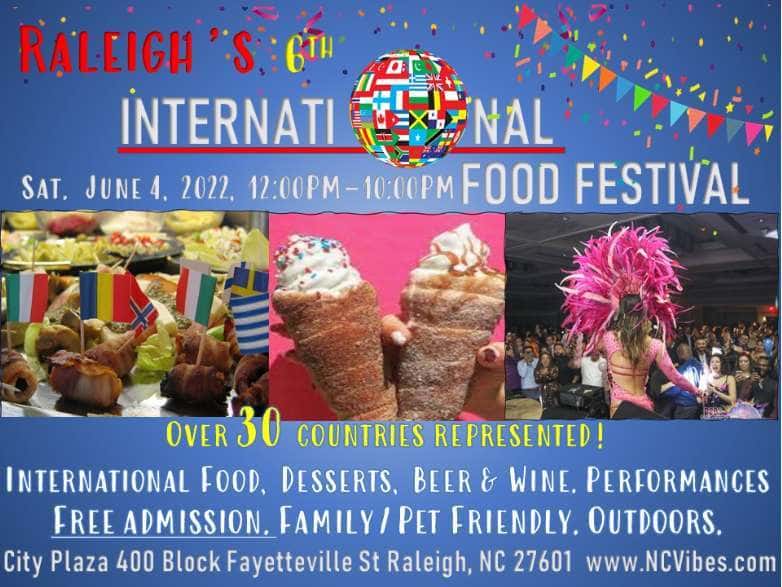 RALEIGH'S 6TH
INTERNATI NAL
FOOD FESTIVAL
SAT. JUNE 4, 2022, 12:00PM-10:00PM
OVER 30 COUNTRIES REPRESENTED!
INTERNATIONAL FOOD, DESSERTS, BEER & WINE. PERFORMANCES
FREE ADMISSION. FAMILY/PET FRIENDLY. OUTDOORS.
City Plaza 400 Block Fayetteville St Raleigh, NC 27601 www.NCVibes.com